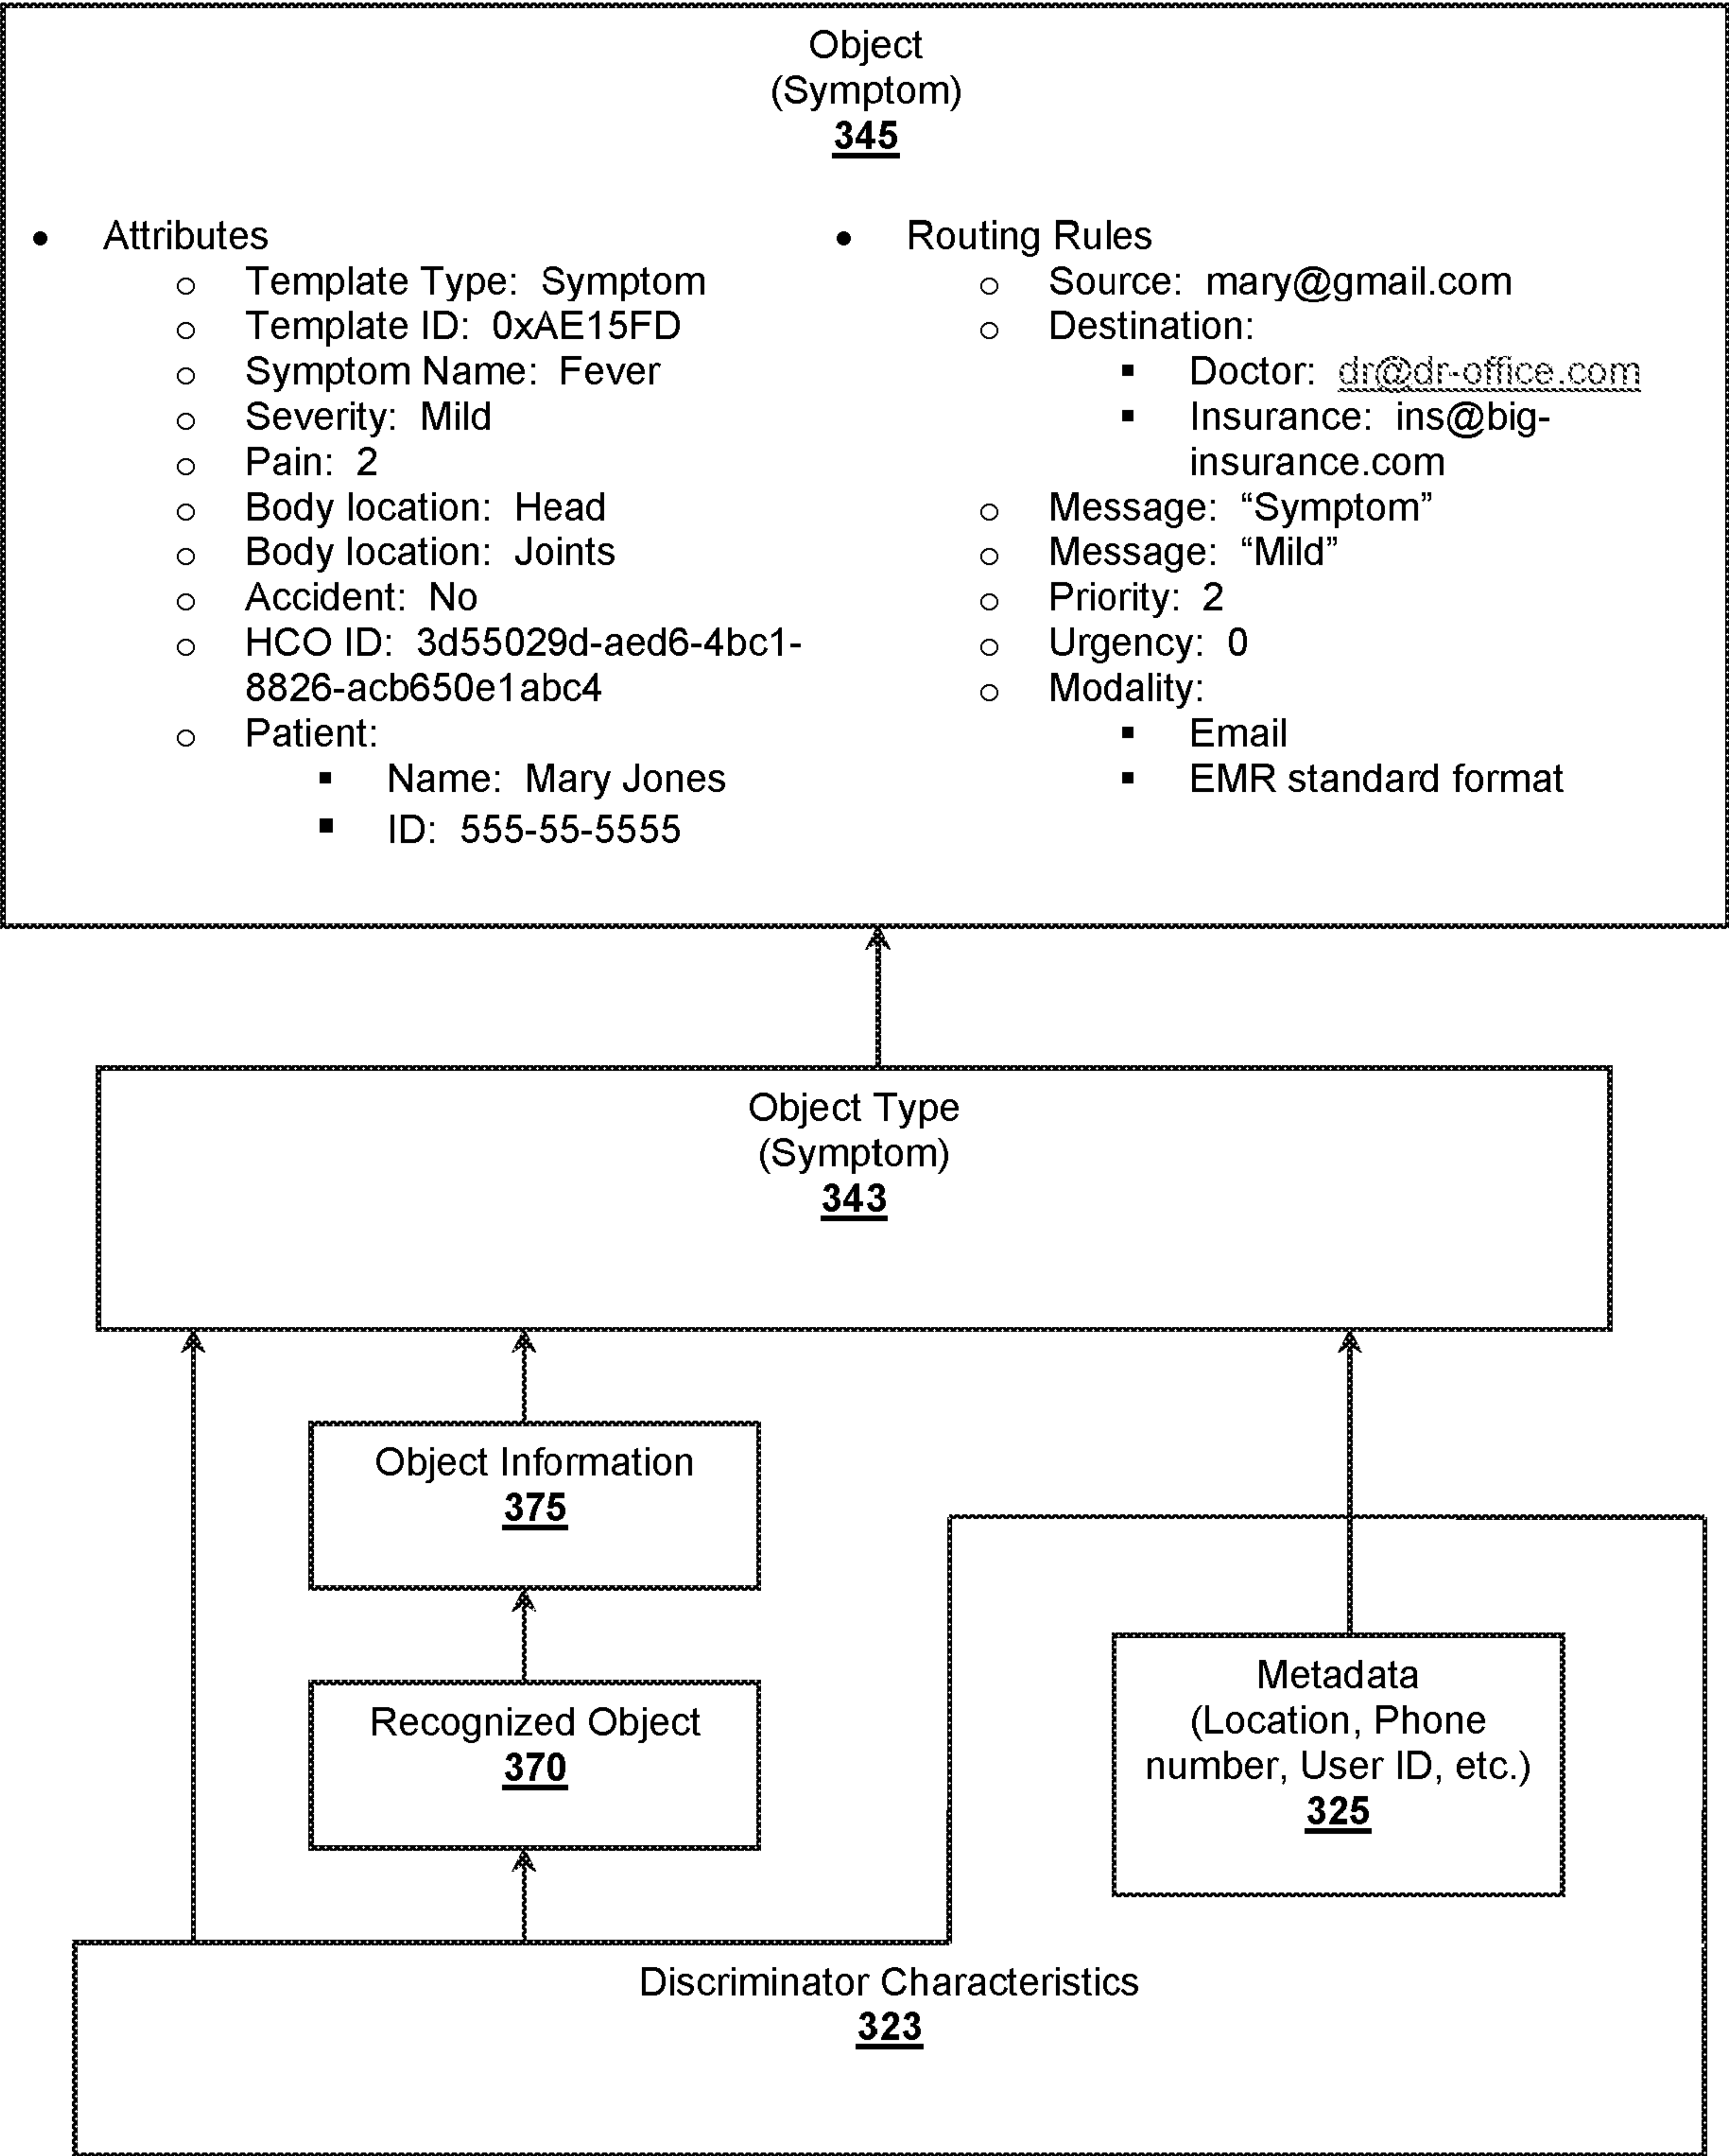 Object
(Symptom)
345
• Attributes
○ Template Type: Symptom
○ Template ID: 0xAE15FD
○ Symptom Name: Fever
○ Severity: Mild
○ Pain: 2
○ Body location: Head
○ Body location: Joints
○ Accident: No
○ HCO ID: 3d55029d-aed6-4bc1-
8826-acb650e1abc4
○ Patient:
▪ Name: Mary Jones
▪ ID: 555-55-5555
• Routing Rules
○ Source: mary@gmail.com
○ Destination:
▪ Doctor: dr@dr-office.com
▪ Insurance: ins@big-
insurance.com
○ Message: “Symptom”
○ Message: “Mild”
○ Priority: 2
○ Urgency: 0
○ Modality:
▪ Email
▪ EMR standard format
Object Type
(Symptom)
343
Object Information
375
Recognized Object
370
Metadata
(Location, Phone
number, User ID, etc.)
325
Discriminator Characteristics
323